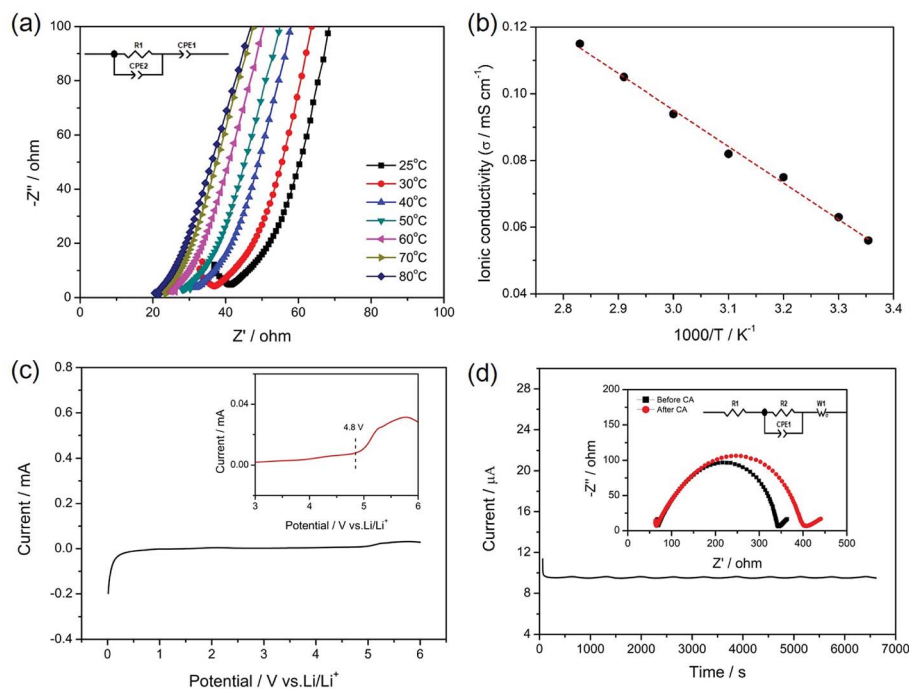 (a)
R1
CPE1
CPE2
100
80
60
40
20
0
-Z" / ohm
25°C
30°C
40°C
50°C
60°C
70°C
80°C
0 20 40 60 80 100
Z' / ohm
(b)
0.12
0.10
0.08
0.06
0.04
Ionic conductivity (σ / mS cm⁻¹)
2.8 2.9 3.0 3.1 3.2 3.3 3.4
1000/T / K⁻¹
(c)
0.8
0.6
0.4
0.2
0.0
-0.2
-0.4
Current / mA
0 1 2 3 4 5 6
Potential / V vs.Li/Li⁺
0.04
0.00
Current / mA
4.8 V
3 4 5 6
Potential / V vs.Li/Li⁺
(d)
28
24
20
16
12
8
4
Current / μA
0 1000 2000 3000 4000 5000 6000 7000
Time / s
200
150
100
50
0
-Z" / ohm
Before CA
After CA
R1
R2
W1
CPE1
0 100 200 300 400 500
Z' / ohm